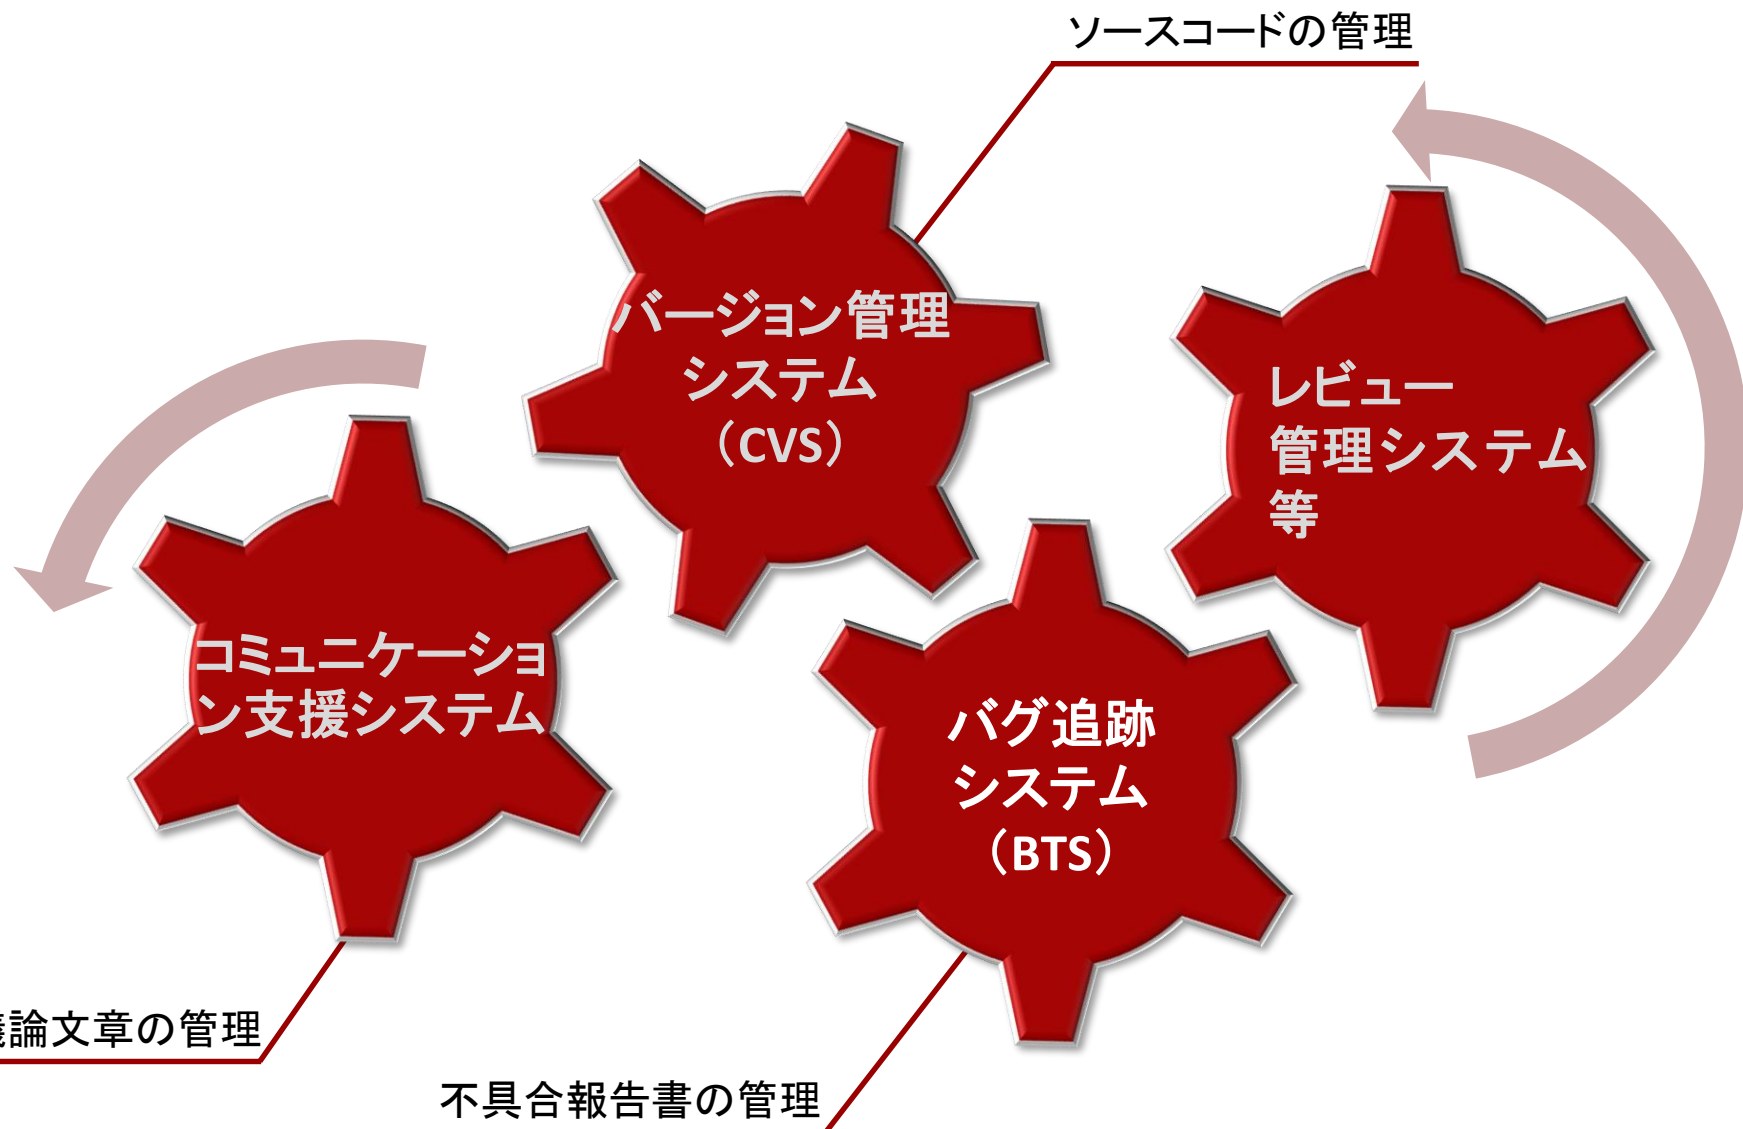 ソースコードの管理
バージョン管理
システム
（CVS）
レビュー
管理システム
等
コミュニケーショ
ン支援システム
バグ追跡
システム
（BTS）
論文章の管理
不具合報告書の管理